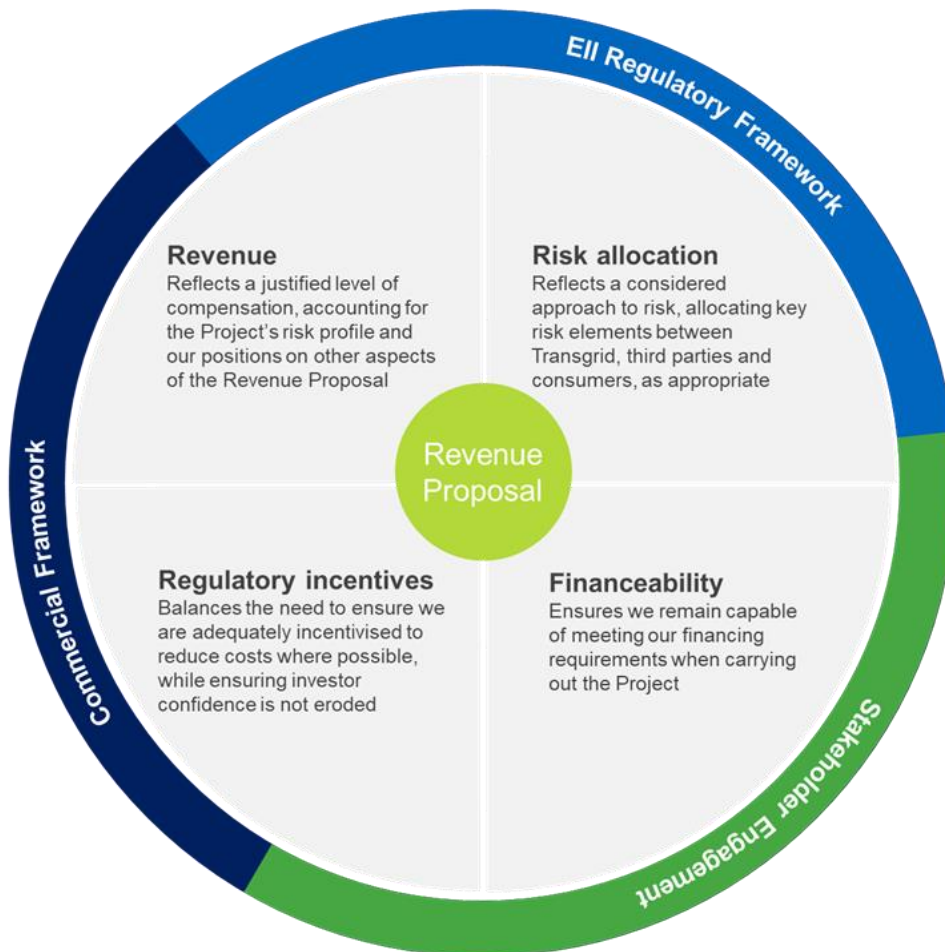 EII Regulatory Framework
Revenue
Reflects a justified level of
compensation, accounting for
the Project's risk profile and
our positions on other aspects
of the Revenue Proposal
Risk allocation
Reflects a considered
approach to risk, allocating key
risk elements between
Transgrid, third parties and
consumers, as appropriate
Revenue
Proposal
Commercial Framework
Regulatory incentives
Balances the need to ensure we
are adequately incentivised to
reduce costs where possible,
while ensuring investor
confidence is not eroded
Financeability
Ensures we remain capable
of meeting our financing
requirements when carrying
out the Project
Stakeholder Engagement